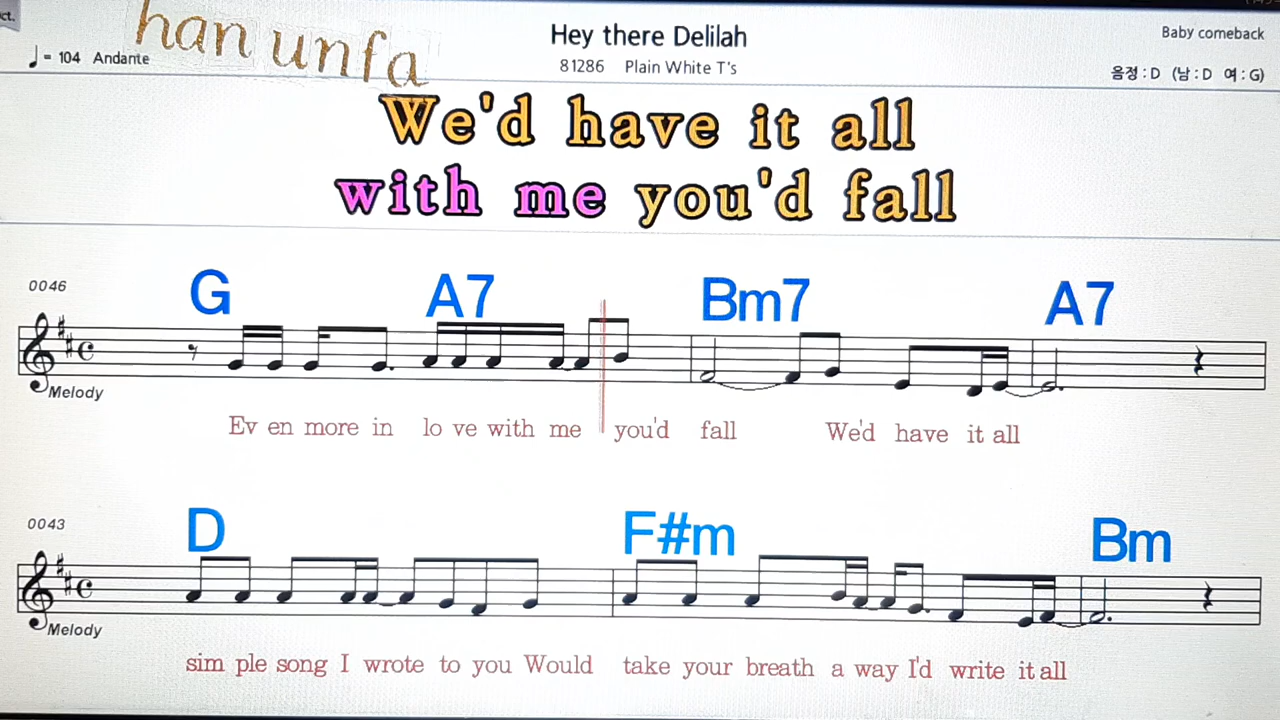 ct.
han unfa
♩ = 104 Andante
Hey there Delilah
81286 Plain White T's
Baby comeback
음정 : D (남 : D 여 : G)
We'd have it all
with me you'd fall
0046
G A7 Bm7 A7
Melody
Ev en more in lo ve with me you'd fall We'd have it all
0043
D F#m Bm
Melody
sim ple song I wrote to you Would take your breath a way I'd write it all